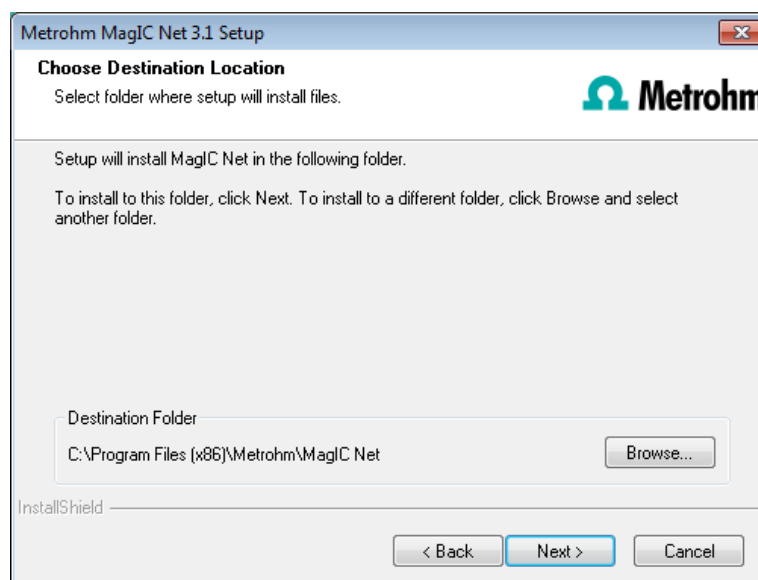 Metrohm MagIC Net 3.1 Setup
Choose Destination Location
Select folder where setup will install files.
Metrohm
Setup will install MagIC Net in the following folder.
To install to this folder, click Next. To install to a different folder, click Browse and select
another folder.
Destination Folder
C:\Program Files (x86)\Metrohm\MagIC Net
Browse...
InstallShield
< Back
Next >
Cancel